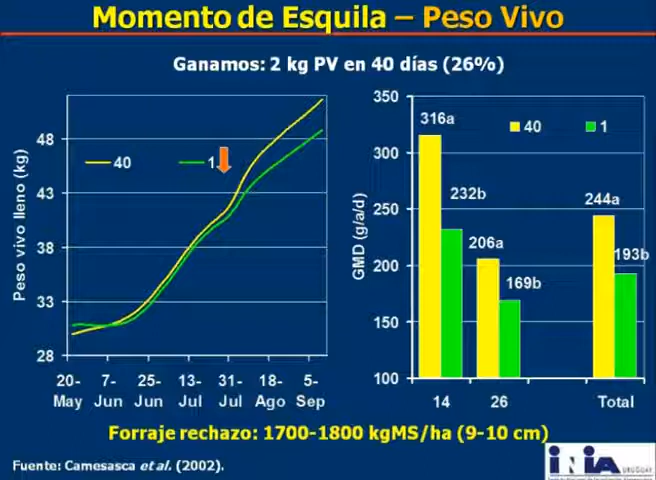 Momento de Esquila – Peso Vivo
Ganamos: 2 kg PV en 40 días (26%)
Peso vivo lleno (kg)
48
43
38
33
28
40
1
20-May
7-Jun
25-Jun
13-Jul
31-Jul
18-Ago
5-Sep
GMD (g/a/d)
350
300
250
200
150
100
40
1
316a
232b
206a
169b
244a
193b
14
26
Total
Forraje rechazo: 1700-1800 kgMS/ha (9-10 cm)
Fuente: Camesasca et al. (2002).
INIA
URUGUAY